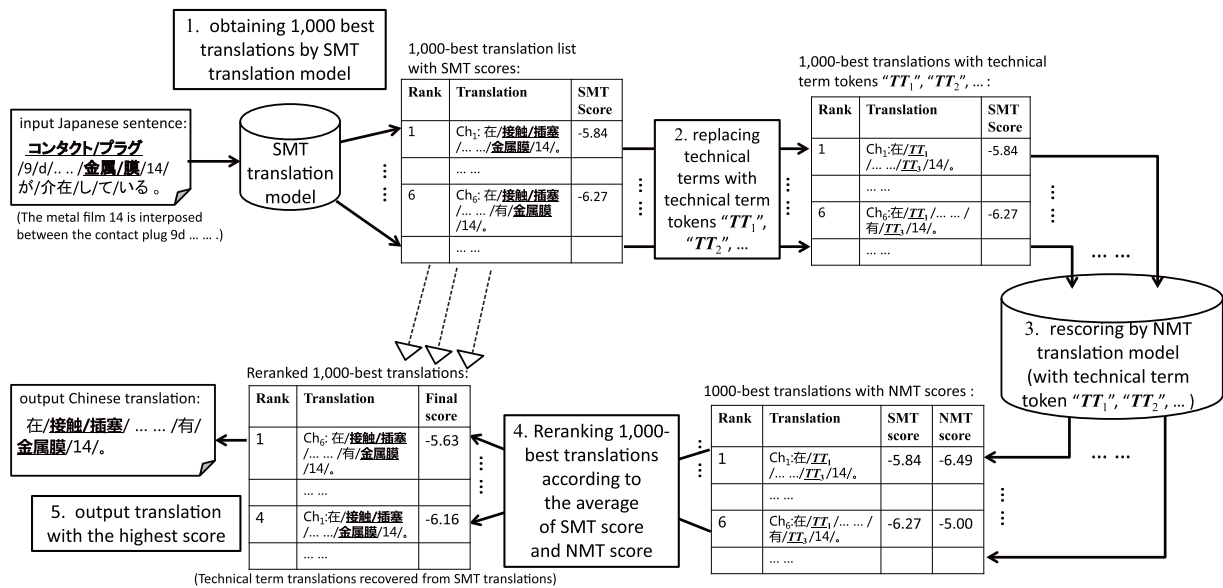 1. obtaining 1,000 best
translations by SMT
translation model
input Japanese sentence:
コンタクト/プラグ
/9/d/.. .. /金属/膜/14/
が/介在/し/て/いる 。
(The metal film 14 is interposed
between the contact plug 9d … … .)
SMT
translation
model
1,000-best translation list
with SMT scores:
Rank Translation SMT
Score
1 Ch1: 在/接触/插塞 -5.84
/... .../金属膜/14/。
... ...
6 Ch6: 在/接触/插塞 -6.27
/... ... /有/金属膜
/14/。
... ...
2. replacing
technical
terms with
technical term
tokens “TT1”,
“TT2”, ...
1,000-best translations with technical
term tokens “TT1”, “TT2”, ... :
Rank Translation SMT
Score
1 Ch1:在/TT1 -5.84
/... .../TT3/14/。
... ...
6 Ch6:在/TT1/... ... / -6.27
有/TT3/14/。
... ...
... ...
3. rescoring by NMT
translation model
(with technical term
token “TT1”, “TT2”, ... )
... ...
1000-best translations with NMT scores :
Rank Translation SMT NMT
score score
1 Ch1:在/TT1 -5.84 -6.49
/... .../TT3/14/。
... ...
6 Ch6:在/TT1/... ... / -6.27 -5.00
有/TT3/14/。
... ...
4. Reranking 1,000-
best translations
according to
the average
of SMT score
and NMT score
Reranked 1,000-best translations:
Rank Translation Final
score
1 Ch6: 在/接触/插塞 -5.63
/... ... /有/金属膜
/14/。
... ...
4 Ch1: 在/接触/插塞 -6.16
/... .../金属膜/14/。
... ...
(Technical term translations recovered from SMT translations)
output Chinese translation:
在/接触/插塞/ ... ... /有/
金属膜/14/。
5. output translation
with the highest score